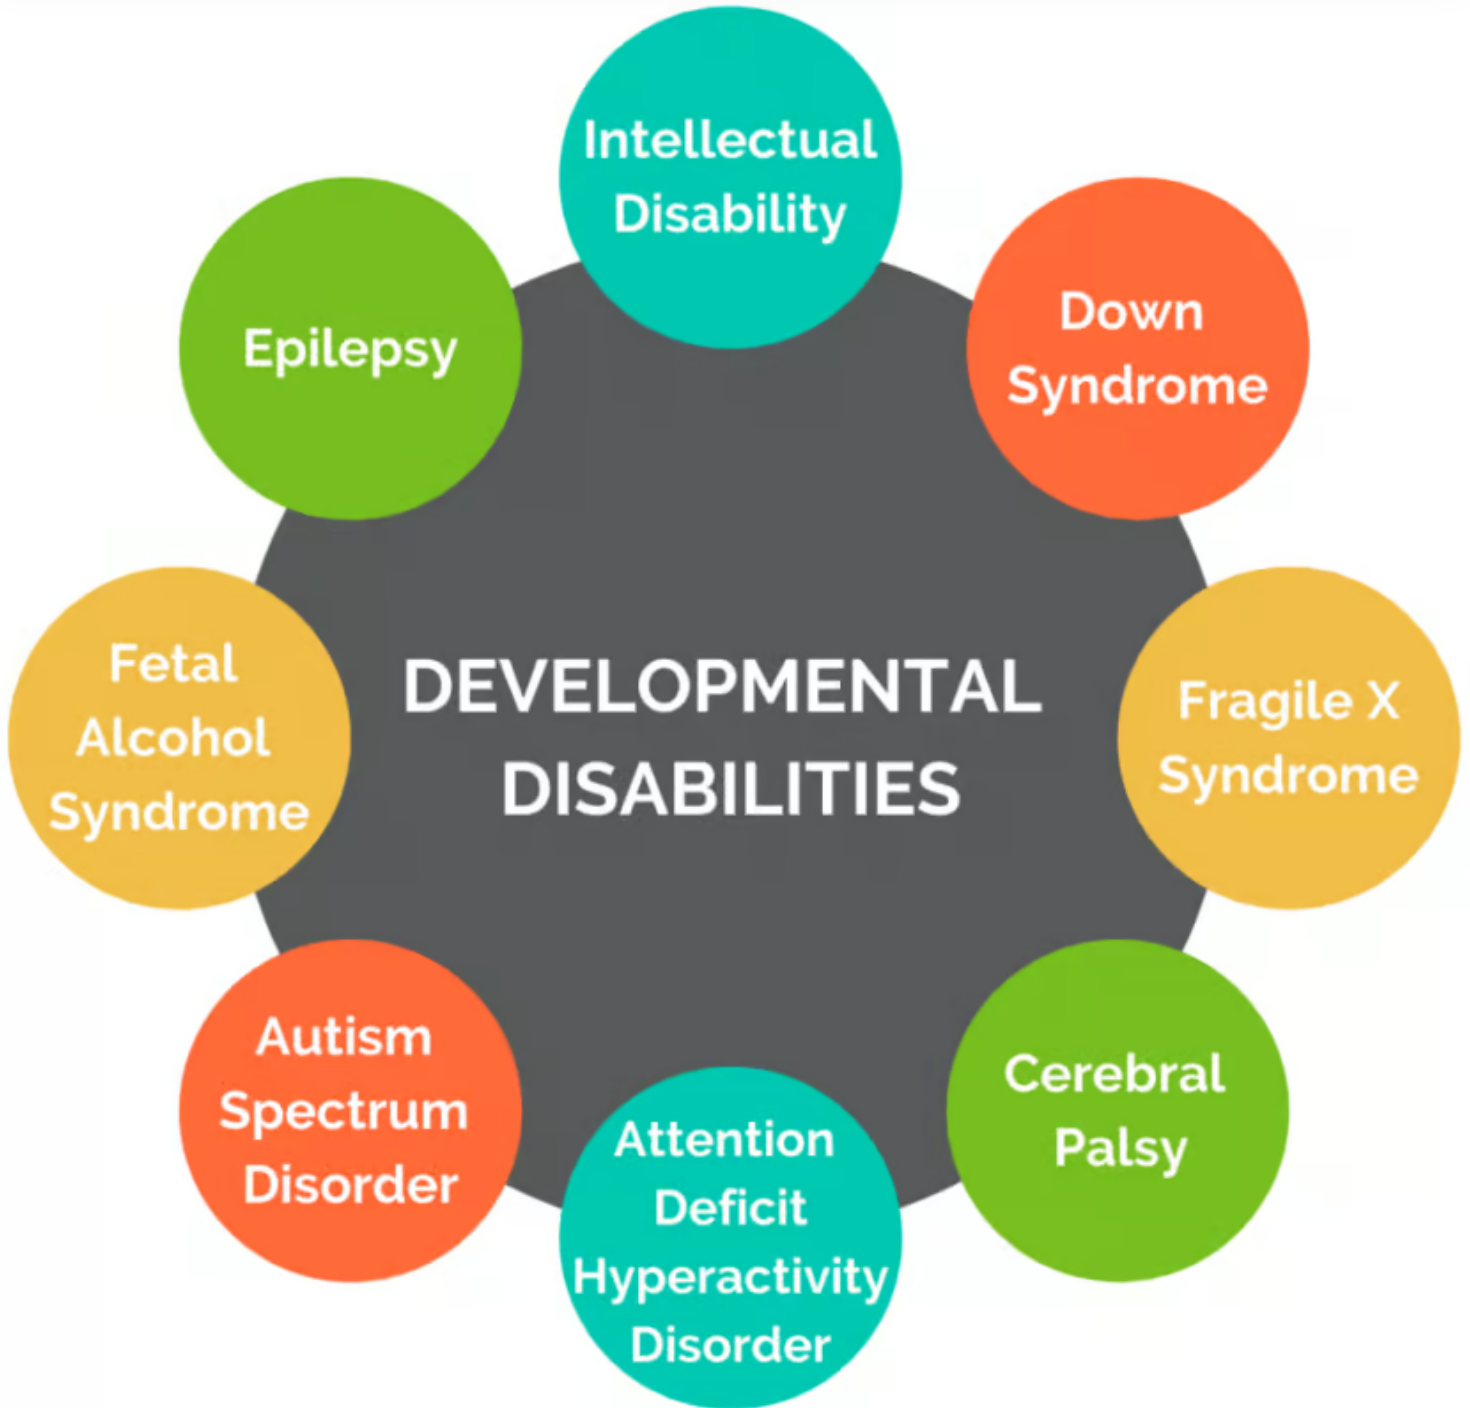 Intellectual
Disability
Down
Syndrome
Fragile X
Syndrome
Cerebral
Palsy
Attention
Deficit
Hyperactivity
Disorder
Autism
Spectrum
Disorder
Fetal
Alcohol
Syndrome
Epilepsy
DEVELOPMENTAL
DISABILITIES